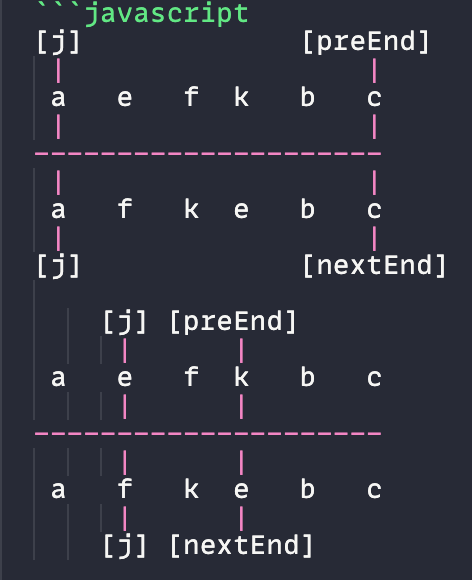 ```javascript
[j]                [preEnd]
 |                   |
 a   e   f  k   b   c
 |                   |
---------------------
 |                   |
 a   f   k  e   b   c
 |                   |
[j]                [nextEnd]
    [j] [preEnd]
     |      |
 a   e   f  k   b   c
     |      |
---------------------
     |      |
 a   f   k  e   b   c
     |      |
    [j] [nextEnd]